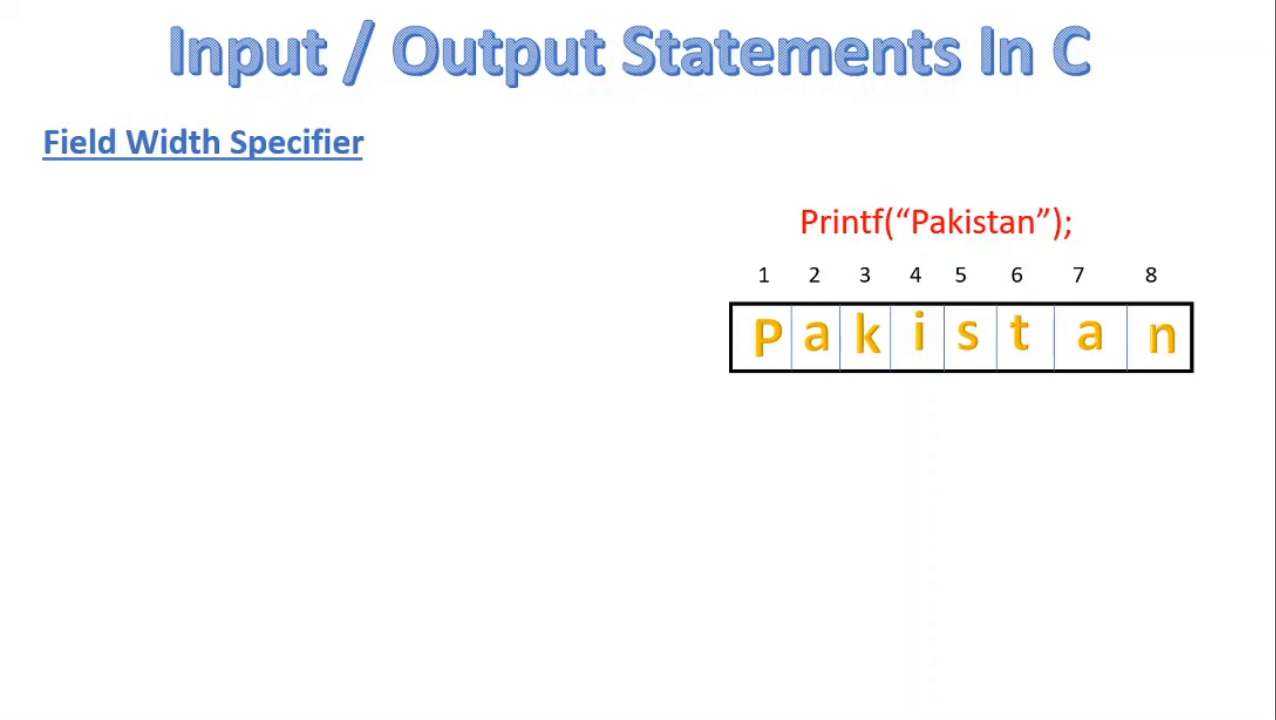 Input / Output Statements In C
Field Width Specifier
Printf(“Pakistan”);
1 2 3 4 5 6 7 8
P a k i s t a n